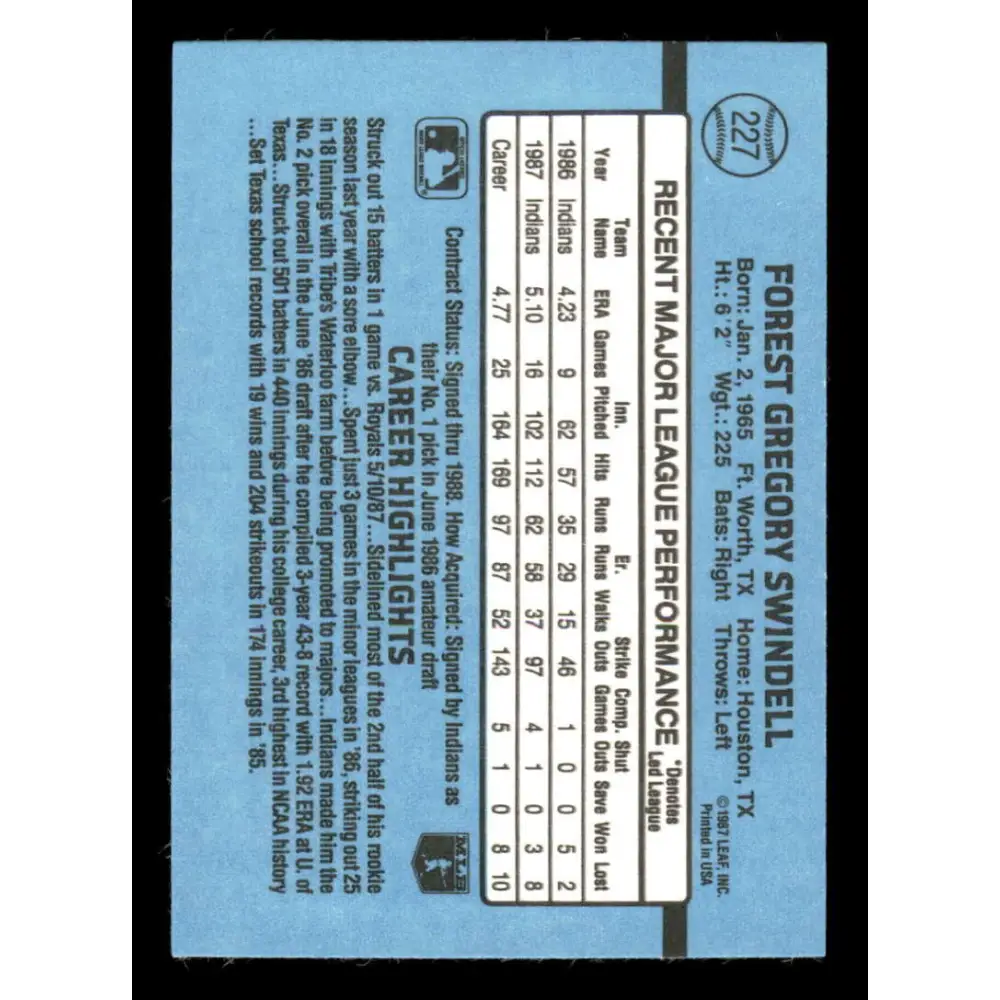 227
FOREST GREGORY SWINDELL
Born: Jan. 2, 1965 Ft. Worth, TX Home: Houston, TX
Ht.: 6'2" Wgt.: 225 Bats: Right Throws: Left
©1987 LEAF, INC.
Printed in USA
RECENT MAJOR LEAGUE PERFORMANCE *Denotes Led League
Team Inn. Er. Strike Comp. Shut
Year Name ERA Games Pitched Hits Runs Runs Walks Outs Games Outs Save Won Lost
1986 Indians 4.23 9 62 57 35 29 15 46 1 0 0 5 2
1987 Indians 5.10 16 102 112 62 58 37 97 4 1 0 3 8
Career 4.77 25 164 169 97 87 52 143 5 1 0 8 10
Contract Status: Signed thru 1988. How Acquired: Signed by Indians as
their No. 1 pick in June 1986 amateur draft
MLB
CAREER HIGHLIGHTS
Struck out 15 batters in 1 game vs. Royals 5/10/87...Sidelined most of the 2nd half of his rookie
season last year with a sore elbow...Spent just 3 games in the minor leagues in '86, striking out 25
in 18 innings with Tribe's Waterloo farm before being promoted to majors...Indians made him the
No. 2 pick overall in the June '86 draft after he compiled 3-year 43-8 record with 1.92 ERA at U. of
Texas...Struck out 501 batters in 440 innings during his college career, 3rd highest in NCAA history
...Set Texas school records with 19 wins and 204 strikeouts in 174 innings in '85.